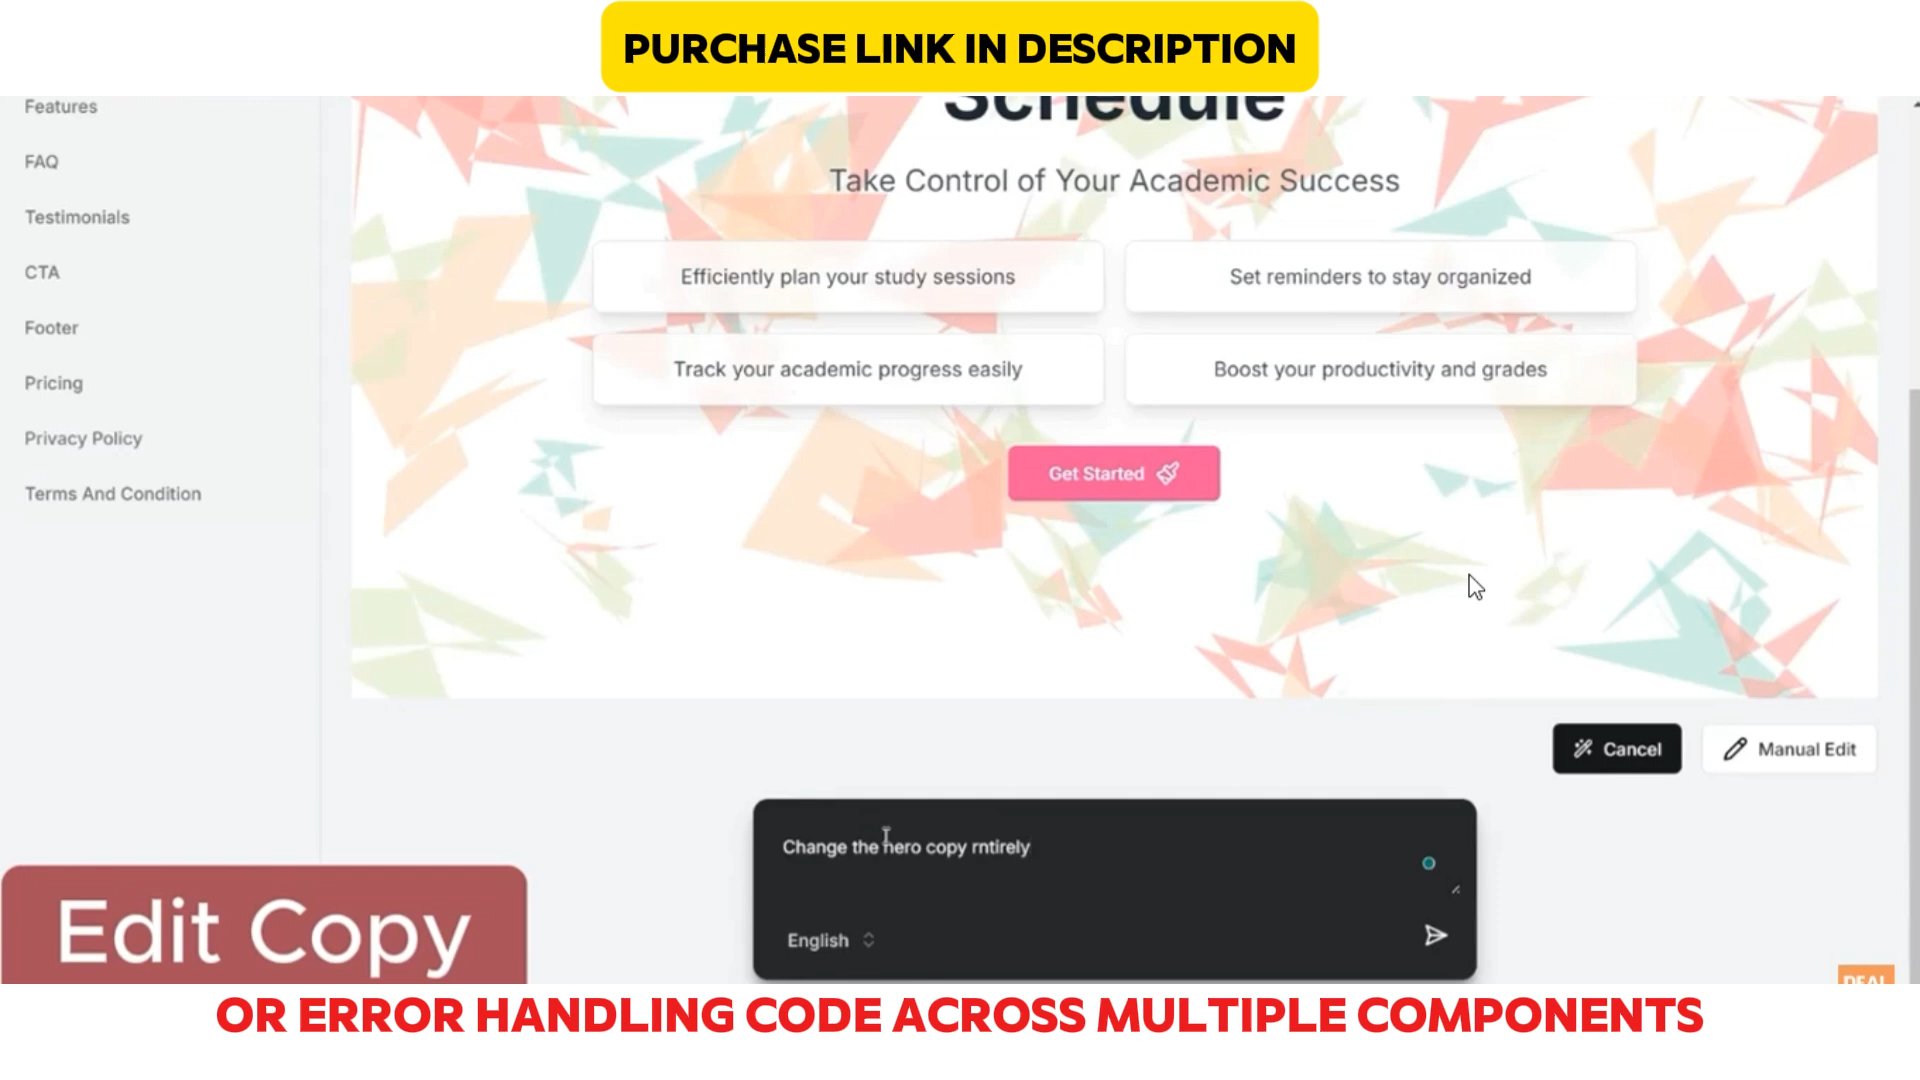 PURCHASE LINK IN DESCRIPTION
Schedule
Features
FAQ
Testimonials
CTA
Footer
Pricing
Privacy Policy
Terms And Condition
Take Control of Your Academic Success
Efficiently plan your study sessions
Set reminders to stay organized
Track your academic progress easily
Boost your productivity and grades
Get Started
Cancel
Manual Edit
Change the hero copy rntirely
English
Edit Copy
DEAL
OR ERROR HANDLING CODE ACROSS MULTIPLE COMPONENTS